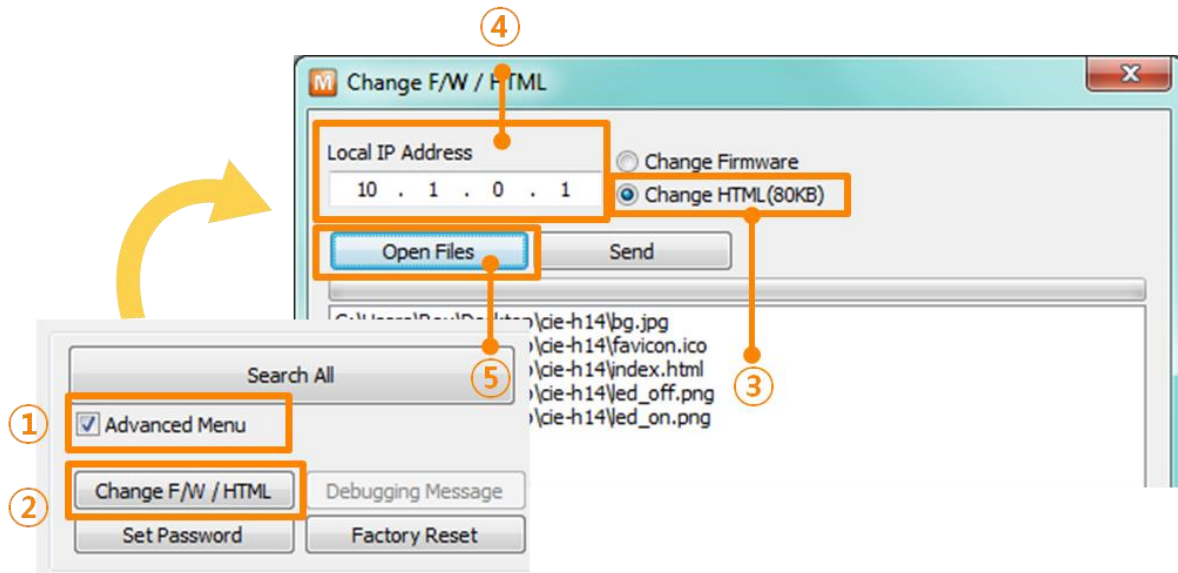 ④
M Change F/W / HTML
X
Local IP Address
10 . 1 . 0 . 1
Change Firmware
Change HTML(80KB)
Open Files
Send
\cie-h14\bg.jpg
\cie-h14\favicon.ico
\cie-h14\index.html
\cie-h14\led_off.png
\cie-h14\led_on.png
⑤
③
Search All
① Advanced Menu
② Change F/W / HTML
Debugging Message
Set Password
Factory Reset